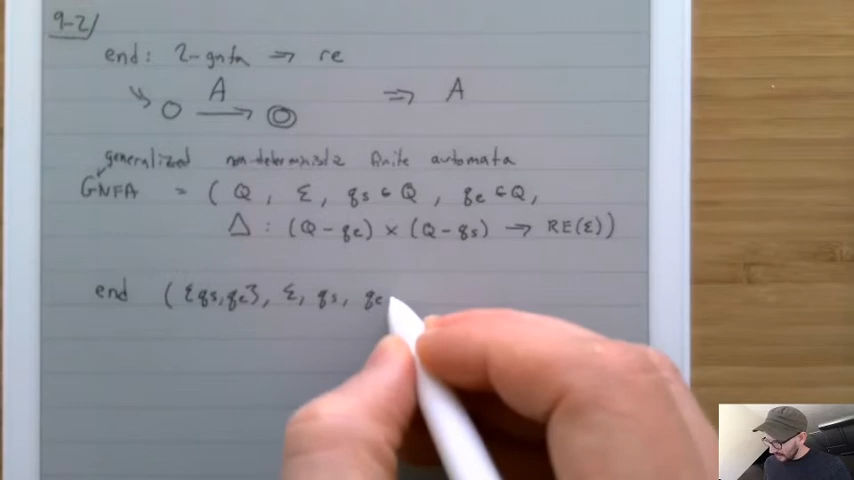 9-2/
end: 2-gnfa => re
A => A
generalized non-deterministic finite automata
GNFA = ( Q , Σ , qs ∈ Q , qe ∈ Q,
Δ : (Q - qe) × (Q - qs) → RE(Σ))
end ( {qs,qe}, Σ, qs, qe